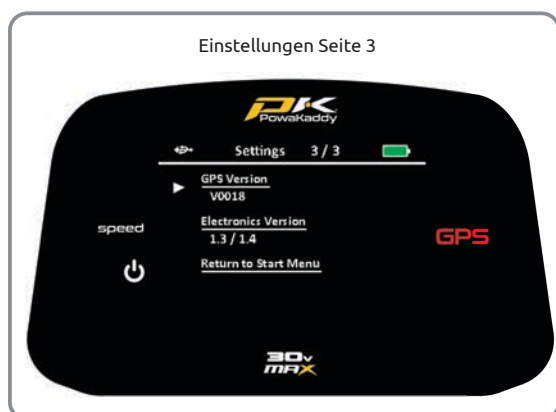 Einstellungen Seite 3
PK
PowaKaddy
Settings 3 / 3
GPS Version
V0018
speed
Electronics Version
1.3 / 1.4
GPS
Return to Start Menu
30v
MAX